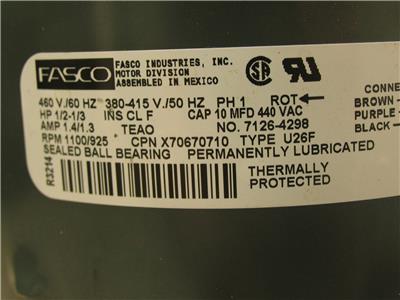 FASCO
FASCO INDUSTRIES, INC.
MOTOR DIVISION
ASSEMBLED IN MEXICO
460 V./60 HZ 380-415 V./50 HZ PH 1 ROT←
HP 1/2-1/3 INS CL F CAP 10 MFD 440 VAC
AMP 1.4/1.3 TEAO NO. 7126-4298
RPM 1100/925 CPN X70670710 TYPE U26F
SEALED BALL BEARING PERMANENTLY LUBRICATED
THERMALLY
PROTECTED
R3214
CONNE
BROWN-
PURPLE-
BLACK-